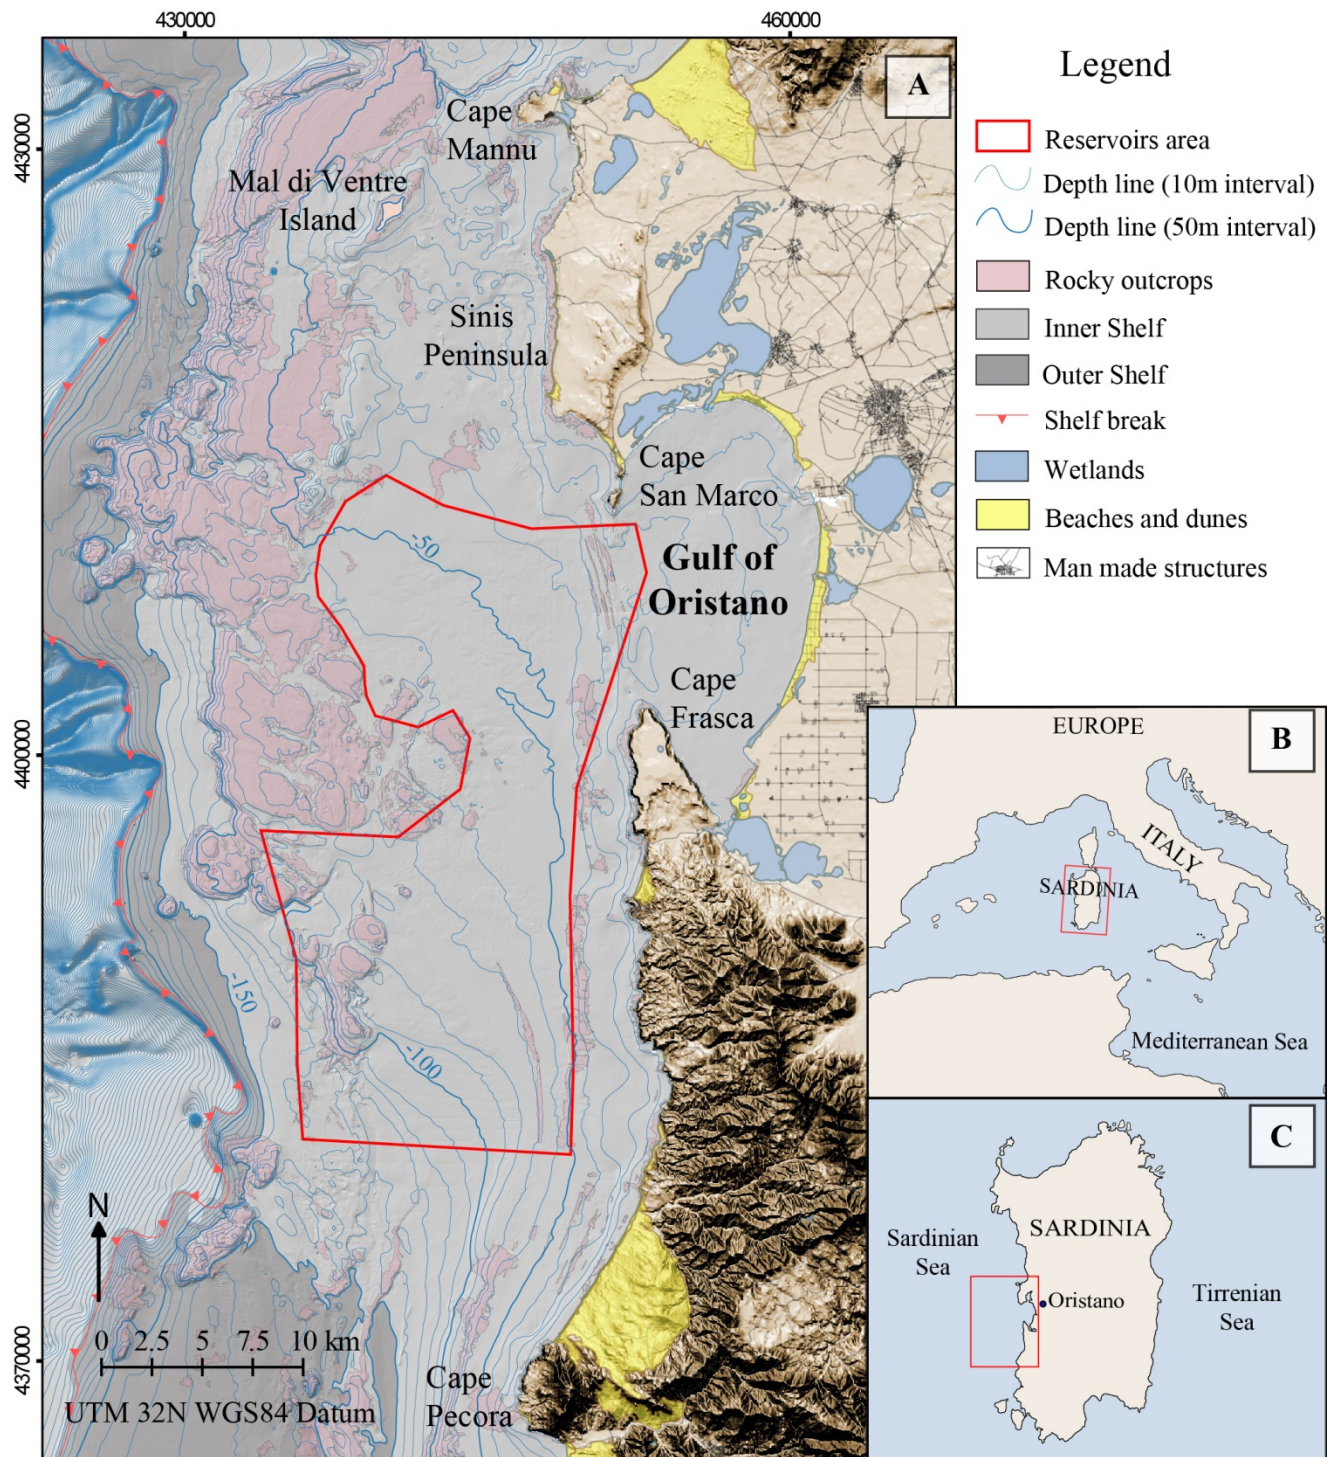 430000
460000
4430000
4400000
4370000
A
Cape
Mannu
Mal di Ventre
Island
Sinis
Peninsula
Cape
San Marco
-50
Gulf of
Oristano
Cape
Frasca
-150
-100
N
0 2.5 5 7.5 10 km
UTM 32N WGS84 Datum
Cape
Pecora
Legend
Reservoirs area
Depth line (10m interval)
Depth line (50m interval)
Rocky outcrops
Inner Shelf
Outer Shelf
Shelf break
Wetlands
Beaches and dunes
Man made structures
B
EUROPE
ITALY
SARDINIA
Mediterranean Sea
C
Sardinian
Sea
SARDINIA
Oristano
Tirrenian
Sea